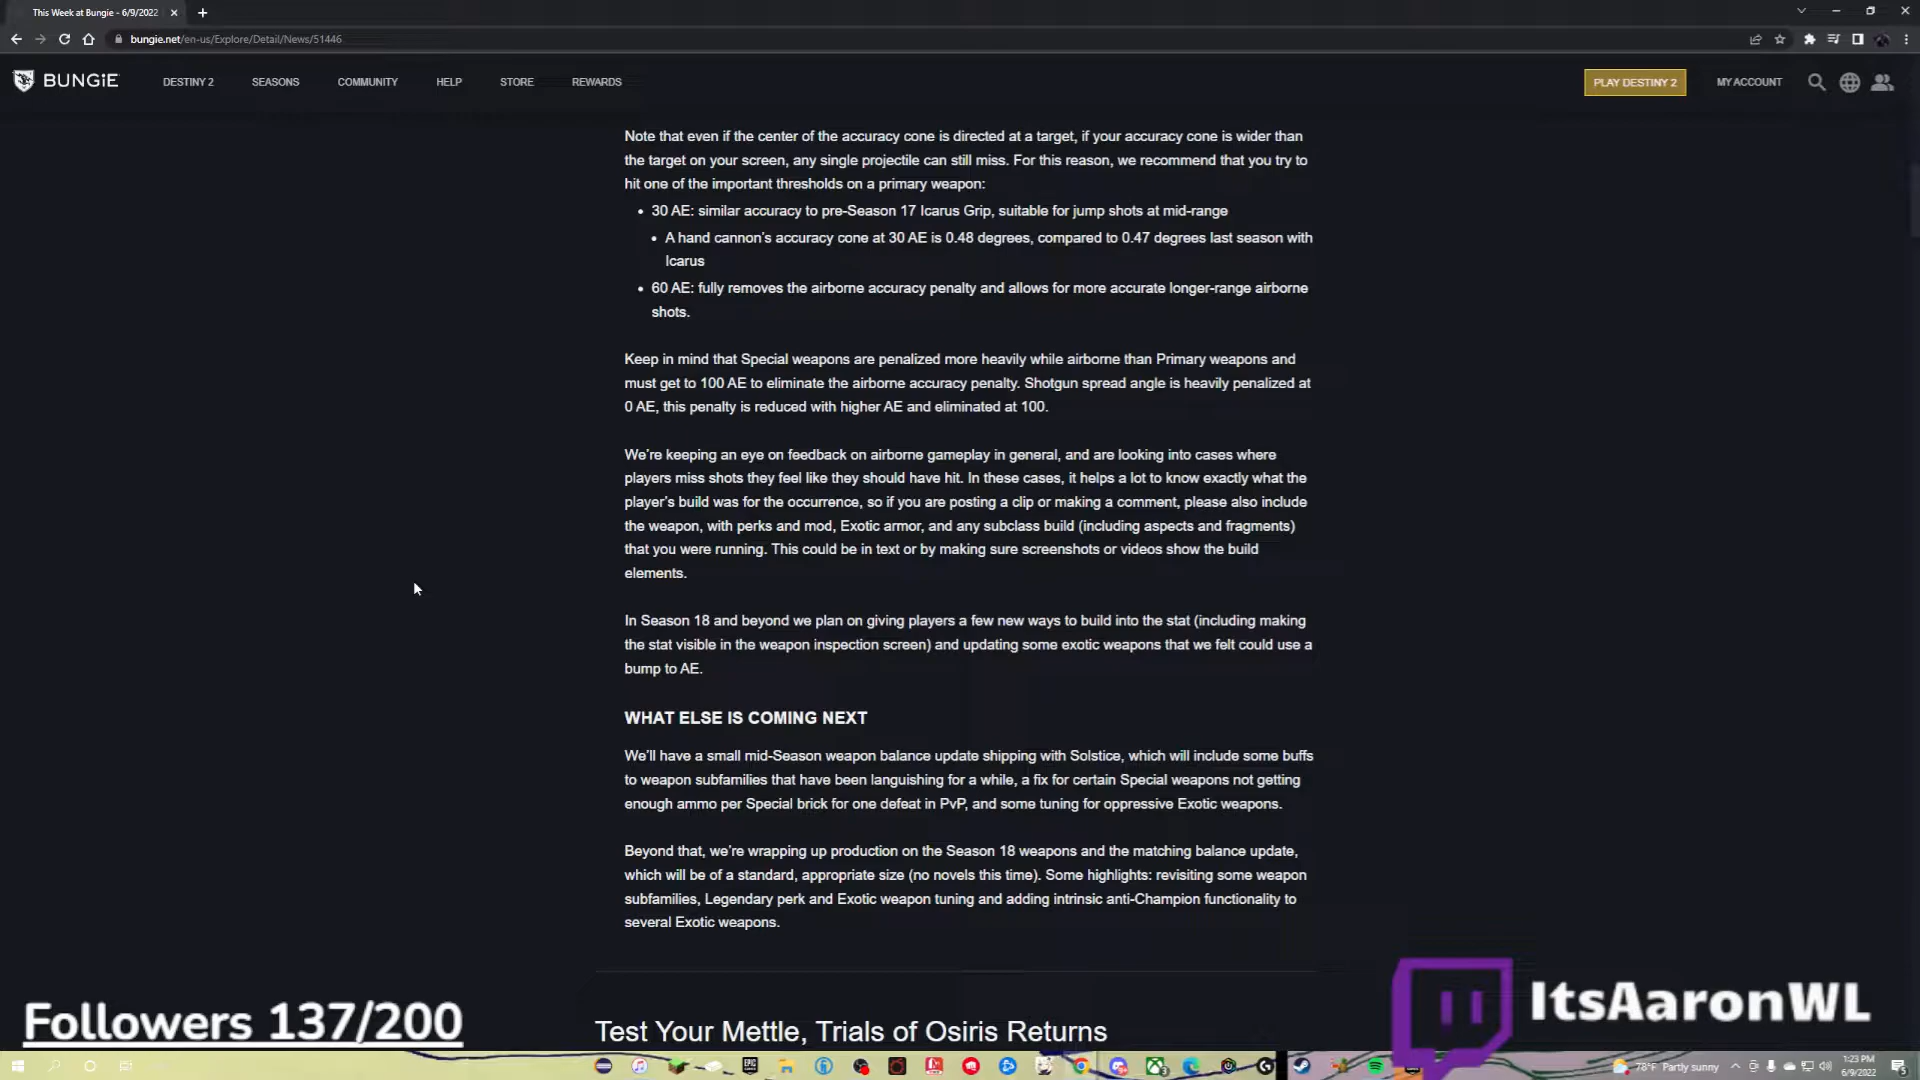 This Week at Bungie - 6/9/2022
bungie.net/en-us/Explore/Detail/News/51446
BUNGiE
DESTINY 2
SEASONS
COMMUNITY
HELP
STORE
REWARDS
PLAY DESTINY 2
MY ACCOUNT
Note that even if the center of the accuracy cone is directed at a target, if your accuracy cone is wider than
the target on your screen, any single projectile can still miss. For this reason, we recommend that you try to
hit one of the important thresholds on a primary weapon:
• 30 AE: similar accuracy to pre-Season 17 Icarus Grip, suitable for jump shots at mid-range
• A hand cannon's accuracy cone at 30 AE is 0.48 degrees, compared to 0.47 degrees last season with
Icarus
• 60 AE: fully removes the airborne accuracy penalty and allows for more accurate longer-range airborne
shots.
Keep in mind that Special weapons are penalized more heavily while airborne than Primary weapons and
must get to 100 AE to eliminate the airborne accuracy penalty. Shotgun spread angle is heavily penalized at
0 AE, this penalty is reduced with higher AE and eliminated at 100.
We're keeping an eye on feedback on airborne gameplay in general, and are looking into cases where
players miss shots they feel like they should have hit. In these cases, it helps a lot to know exactly what the
player's build was for the occurrence, so if you are posting a clip or making a comment, please also include
the weapon, with perks and mod, Exotic armor, and any subclass build (including aspects and fragments)
that you were running. This could be in text or by making sure screenshots or videos show the build
elements.
In Season 18 and beyond we plan on giving players a few new ways to build into the stat (including making
the stat visible in the weapon inspection screen) and updating some exotic weapons that we felt could use a
bump to AE.
WHAT ELSE IS COMING NEXT
We'll have a small mid-Season weapon balance update shipping with Solstice, which will include some buffs
to weapon subfamilies that have been languishing for a while, a fix for certain Special weapons not getting
enough ammo per Special brick for one defeat in PvP, and some tuning for oppressive Exotic weapons.
Beyond that, we're wrapping up production on the Season 18 weapons and the matching balance update,
which will be of a standard, appropriate size (no novels this time). Some highlights: revisiting some weapon
subfamilies, Legendary perk and Exotic weapon tuning and adding intrinsic anti-Champion functionality to
several Exotic weapons.
Test Your Mettle, Trials of Osiris Returns
Followers 137/200
ItsAaronWL
78°F Partly sunny
1:23 PM
6/9/2022